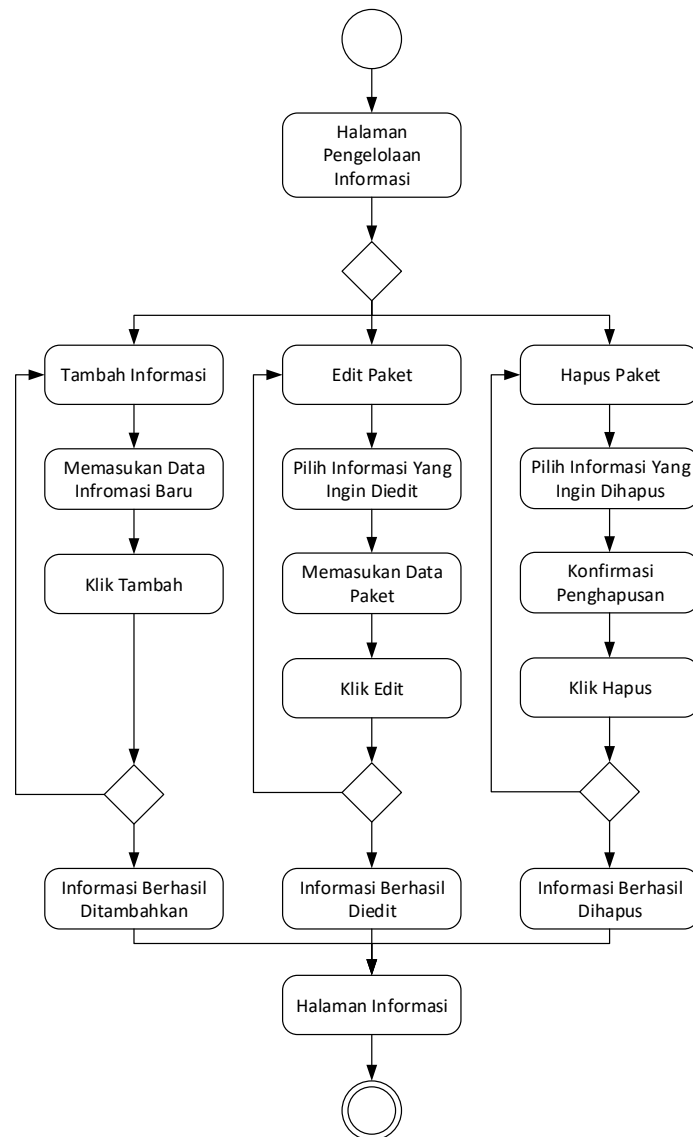 Halaman
Pengelolaan
Informasi
Tambah Informasi
Edit Paket
Hapus Paket
Memasukan Data
Infromasi Baru
Pilih Informasi Yang
Ingin Diedit
Pilih Informasi Yang
Ingin Dihapus
Klik Tambah
Memasukan Data
Paket
Konfirmasi
Penghapusan
Klik Edit
Klik Hapus
Informasi Berhasil
Ditambahkan
Informasi Berhasil
Diedit
Informasi Berhasil
Dihapus
Halaman Informasi